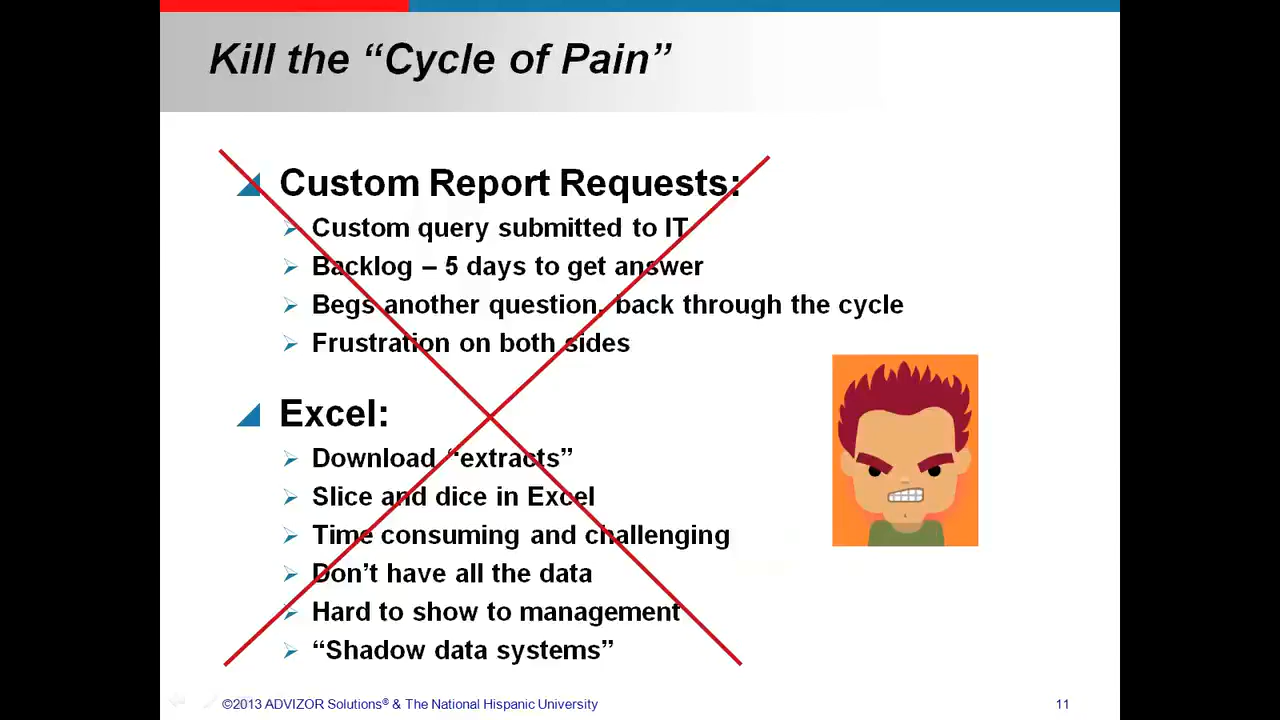 Kill the “Cycle of Pain”
Custom Report Requests:
Custom query submitted to IT
Backlog – 5 days to get answer
Begs another question, back through the cycle
Frustration on both sides
Excel:
Download “extracts”
Slice and dice in Excel
Time consuming and challenging
Don’t have all the data
Hard to show to management
“Shadow data systems”
©2013 ADVIZOR Solutions® & The National Hispanic University
11